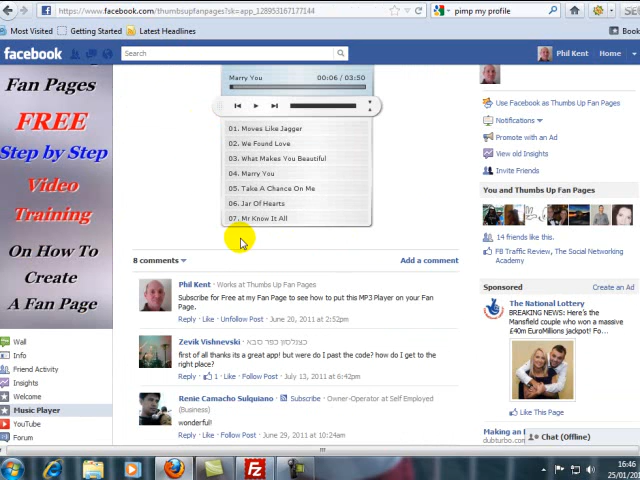 https://www.facebook.com/thumbsupfanpages?sk=app_128953167177144
pimp my profile
Most Visited
Getting Started
Latest Headlines
Facebook
Book
facebook
Search
Phil Kent
Home
Fan Pages
FREE
Step by Step
Video
Training
On How To
Create
A Fan Page
Wall
Info
Friend Activity
Insights
Welcome
Music Player
YouTube
Forum
Marry You
00:06 / 03:50
01. Moves Like Jagger
02. We Found Love
03. What Makes You Beautiful
04. Marry You
05. Take A Chance On Me
06. Jar Of Hearts
07. Mr Know It All
8 comments
Add a comment
Phil Kent · Works at Thumbs Up Fan Pages
Subscribe for Free at my Fan Page to see how to put this MP3 Player on your Fan
Page.
Reply · Like · Unfollow Post · June 20, 2011 at 2:52pm
Zevik Vishnevski · כצנלסון כפר סבא
first of all thants its a great app! but were do i past the code? how do i get to the
right place?
Reply · 1 · Like · Follow Post · July 13, 2011 at 6:42pm
Renie Camacho Sulquiano · Subscribe · Owner-Operator at Self Employed
(Business)
wonderful!
Reply · Like · Follow Post · June 29, 2011 at 10:24am
Use Facebook as Thumbs Up Fan Pages
Notifications
Promote with an Ad
View old Insights
Invite Friends
You and Thumbs Up Fan Pages
14 friends like this.
FB Traffic Review, The Social Networking
Academy
Sponsored
Create an Ad
The National Lottery
BREAKING NEWS: Here's the
Mansfield couple who won a massive
£40m EuroMillions jackpot! Fo...
Like This Page
Making an
dubturbo.com
Chat (Offline)
16:46
25/01/20